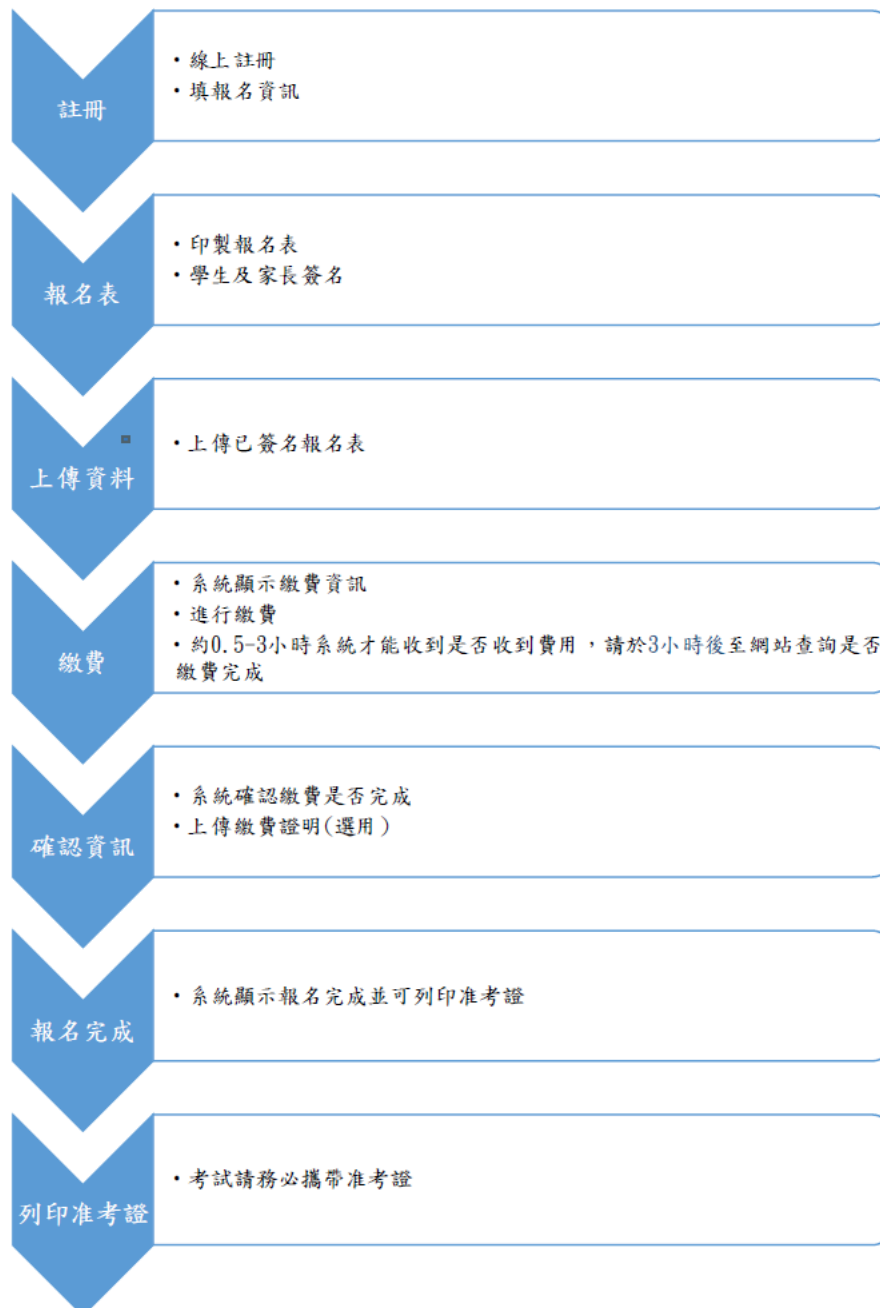 註冊
・線上註冊
・填報名資訊
報名表
・印製報名表
・學生及家長簽名
上傳資料
・上傳已簽名報名表
繳費
・系統顯示繳費資訊
・進行繳費
・約0.5-3小時系統才能收到是否收到費用，請於3小時後至網站查詢是否
繳費完成
確認資訊
・系統確認繳費是否完成
・上傳繳費證明(選用)
報名完成
・系統顯示報名完成並可列印准考證
列印准考證
・考試請務必攜帶准考證